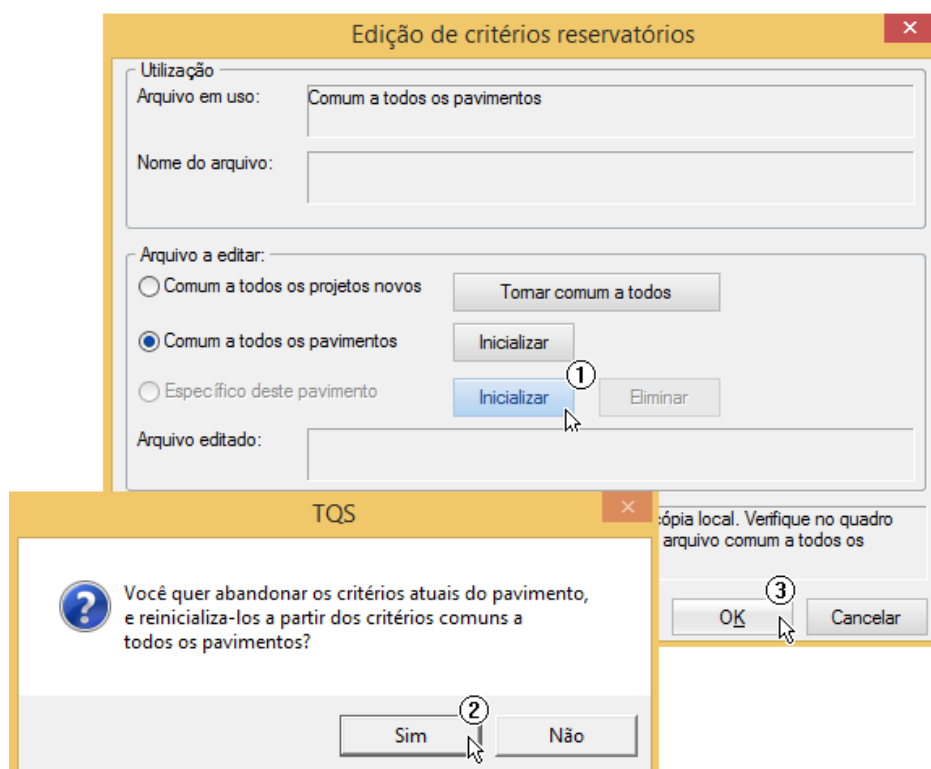 Edição de critérios reservatórios
Utilização
Arquivo em uso: Comum a todos os pavimentos
Nome do arquivo:
Arquivo a editar:
Comum a todos os projetos novos Tornar comum a todos
Comum a todos os pavimentos Inicializar
①
Específico deste pavimento Inicializar Eliminar
Arquivo editado:
TQS
cópia local. Verifique no quadro
arquivo comum a todos os
Você quer abandonar os critérios atuais do pavimento,
e reinicializa-los a partir dos critérios comuns a
todos os pavimentos?
③
OK Cancelar
②
Sim Não